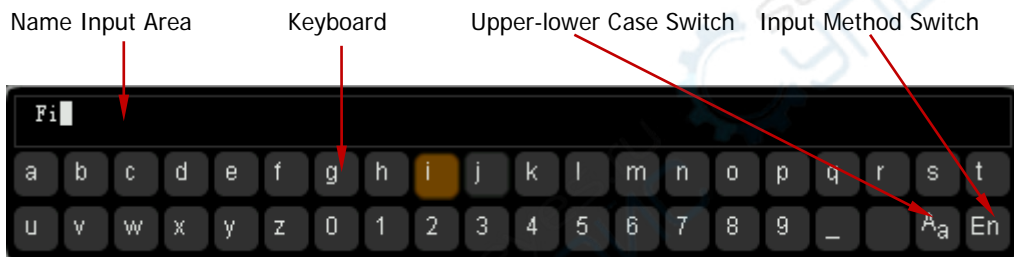 Name Input Area Keyboard Upper-lower Case Switch Input Method Switch
Fi
a b c d e f g h i j k l m n o p q r s t
u v w x y z 0 1 2 3 4 5 6 7 8 9 _ Aa En